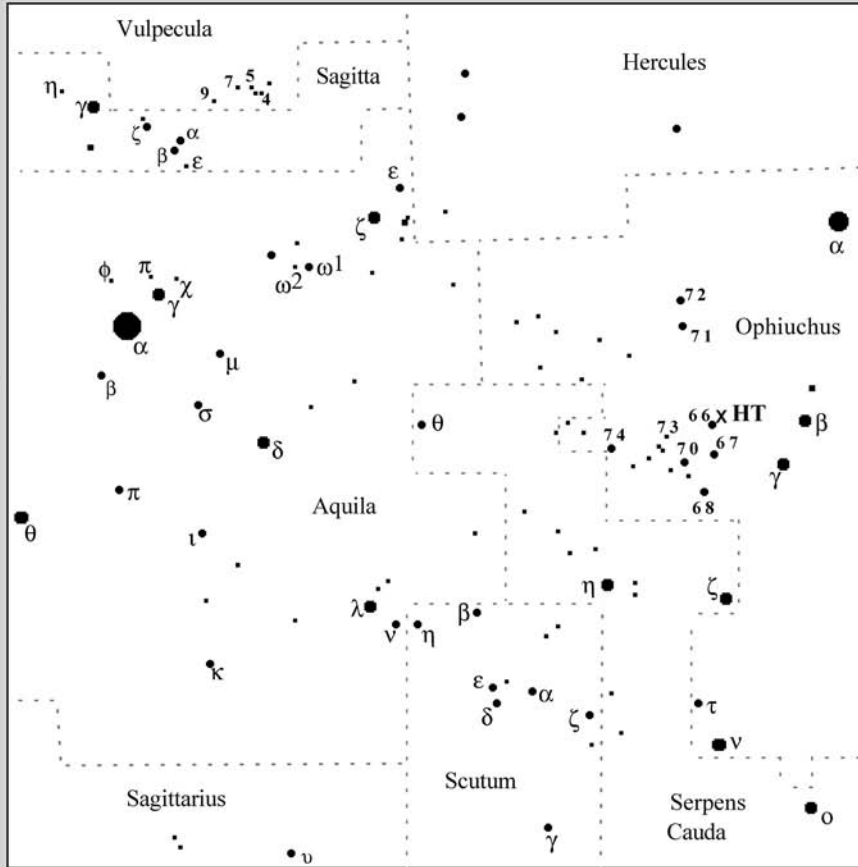 Vulpecula
Hercules
Sagitta
η
γ
9
7
5
4
ζ
α
β
ε
ε
ζ
α
ω2
ω1
72
71
Ophiuchus
φ
π
χ
γ
α
μ
β
σ
δ
θ
66
X
HT
β
73
74
70
67
γ
68
π
θ
Aquila
ι
η
ζ
λ
ν
η
β
κ
ε
δ
α
ζ
τ
ν
Sagittarius
Scutum
Serpens
Cauda
ο
γ
υ